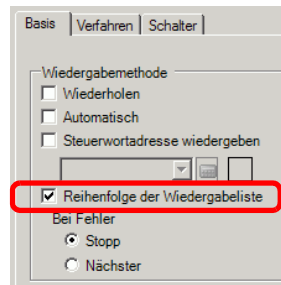 Basis Verfahren Schalter
Wiedergabemethode
Wiederholen
Automatisch
Steuerwortadresse wiedergeben
Reihenfolge der Wiedergabeliste
Bei Fehler
Stopp
Nächster